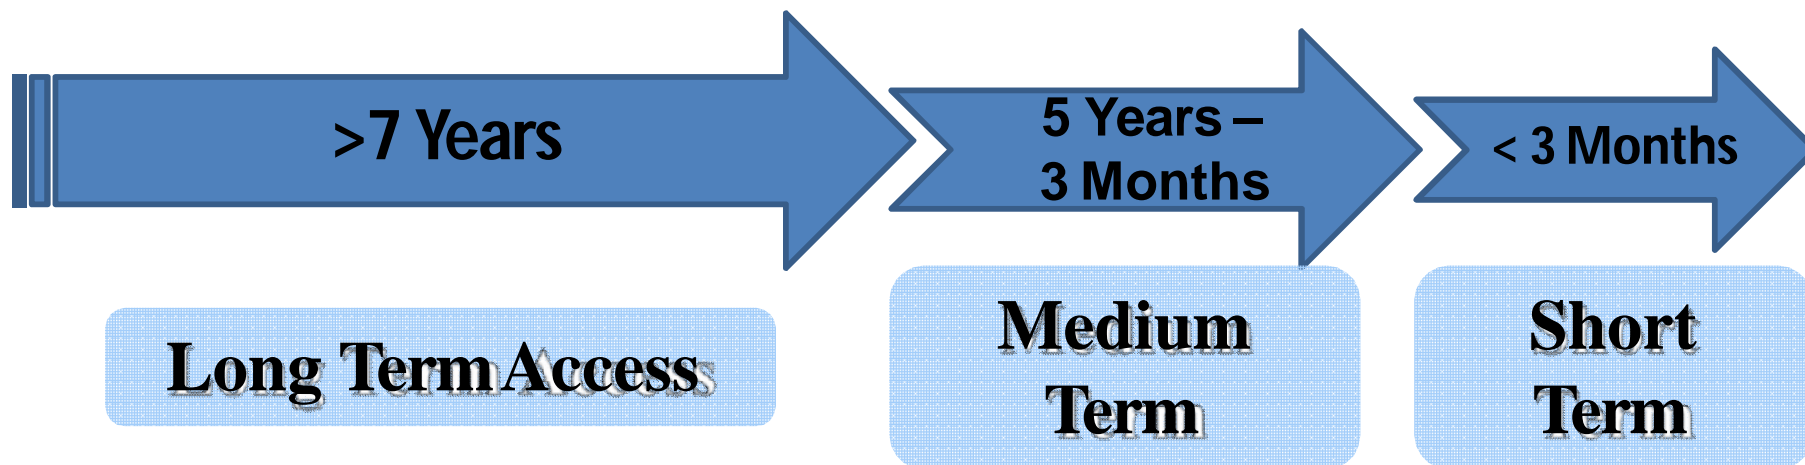 >7 Years
5 Years –
3 Months
< 3 Months
Long Term Access
Medium
Term
Short
Term